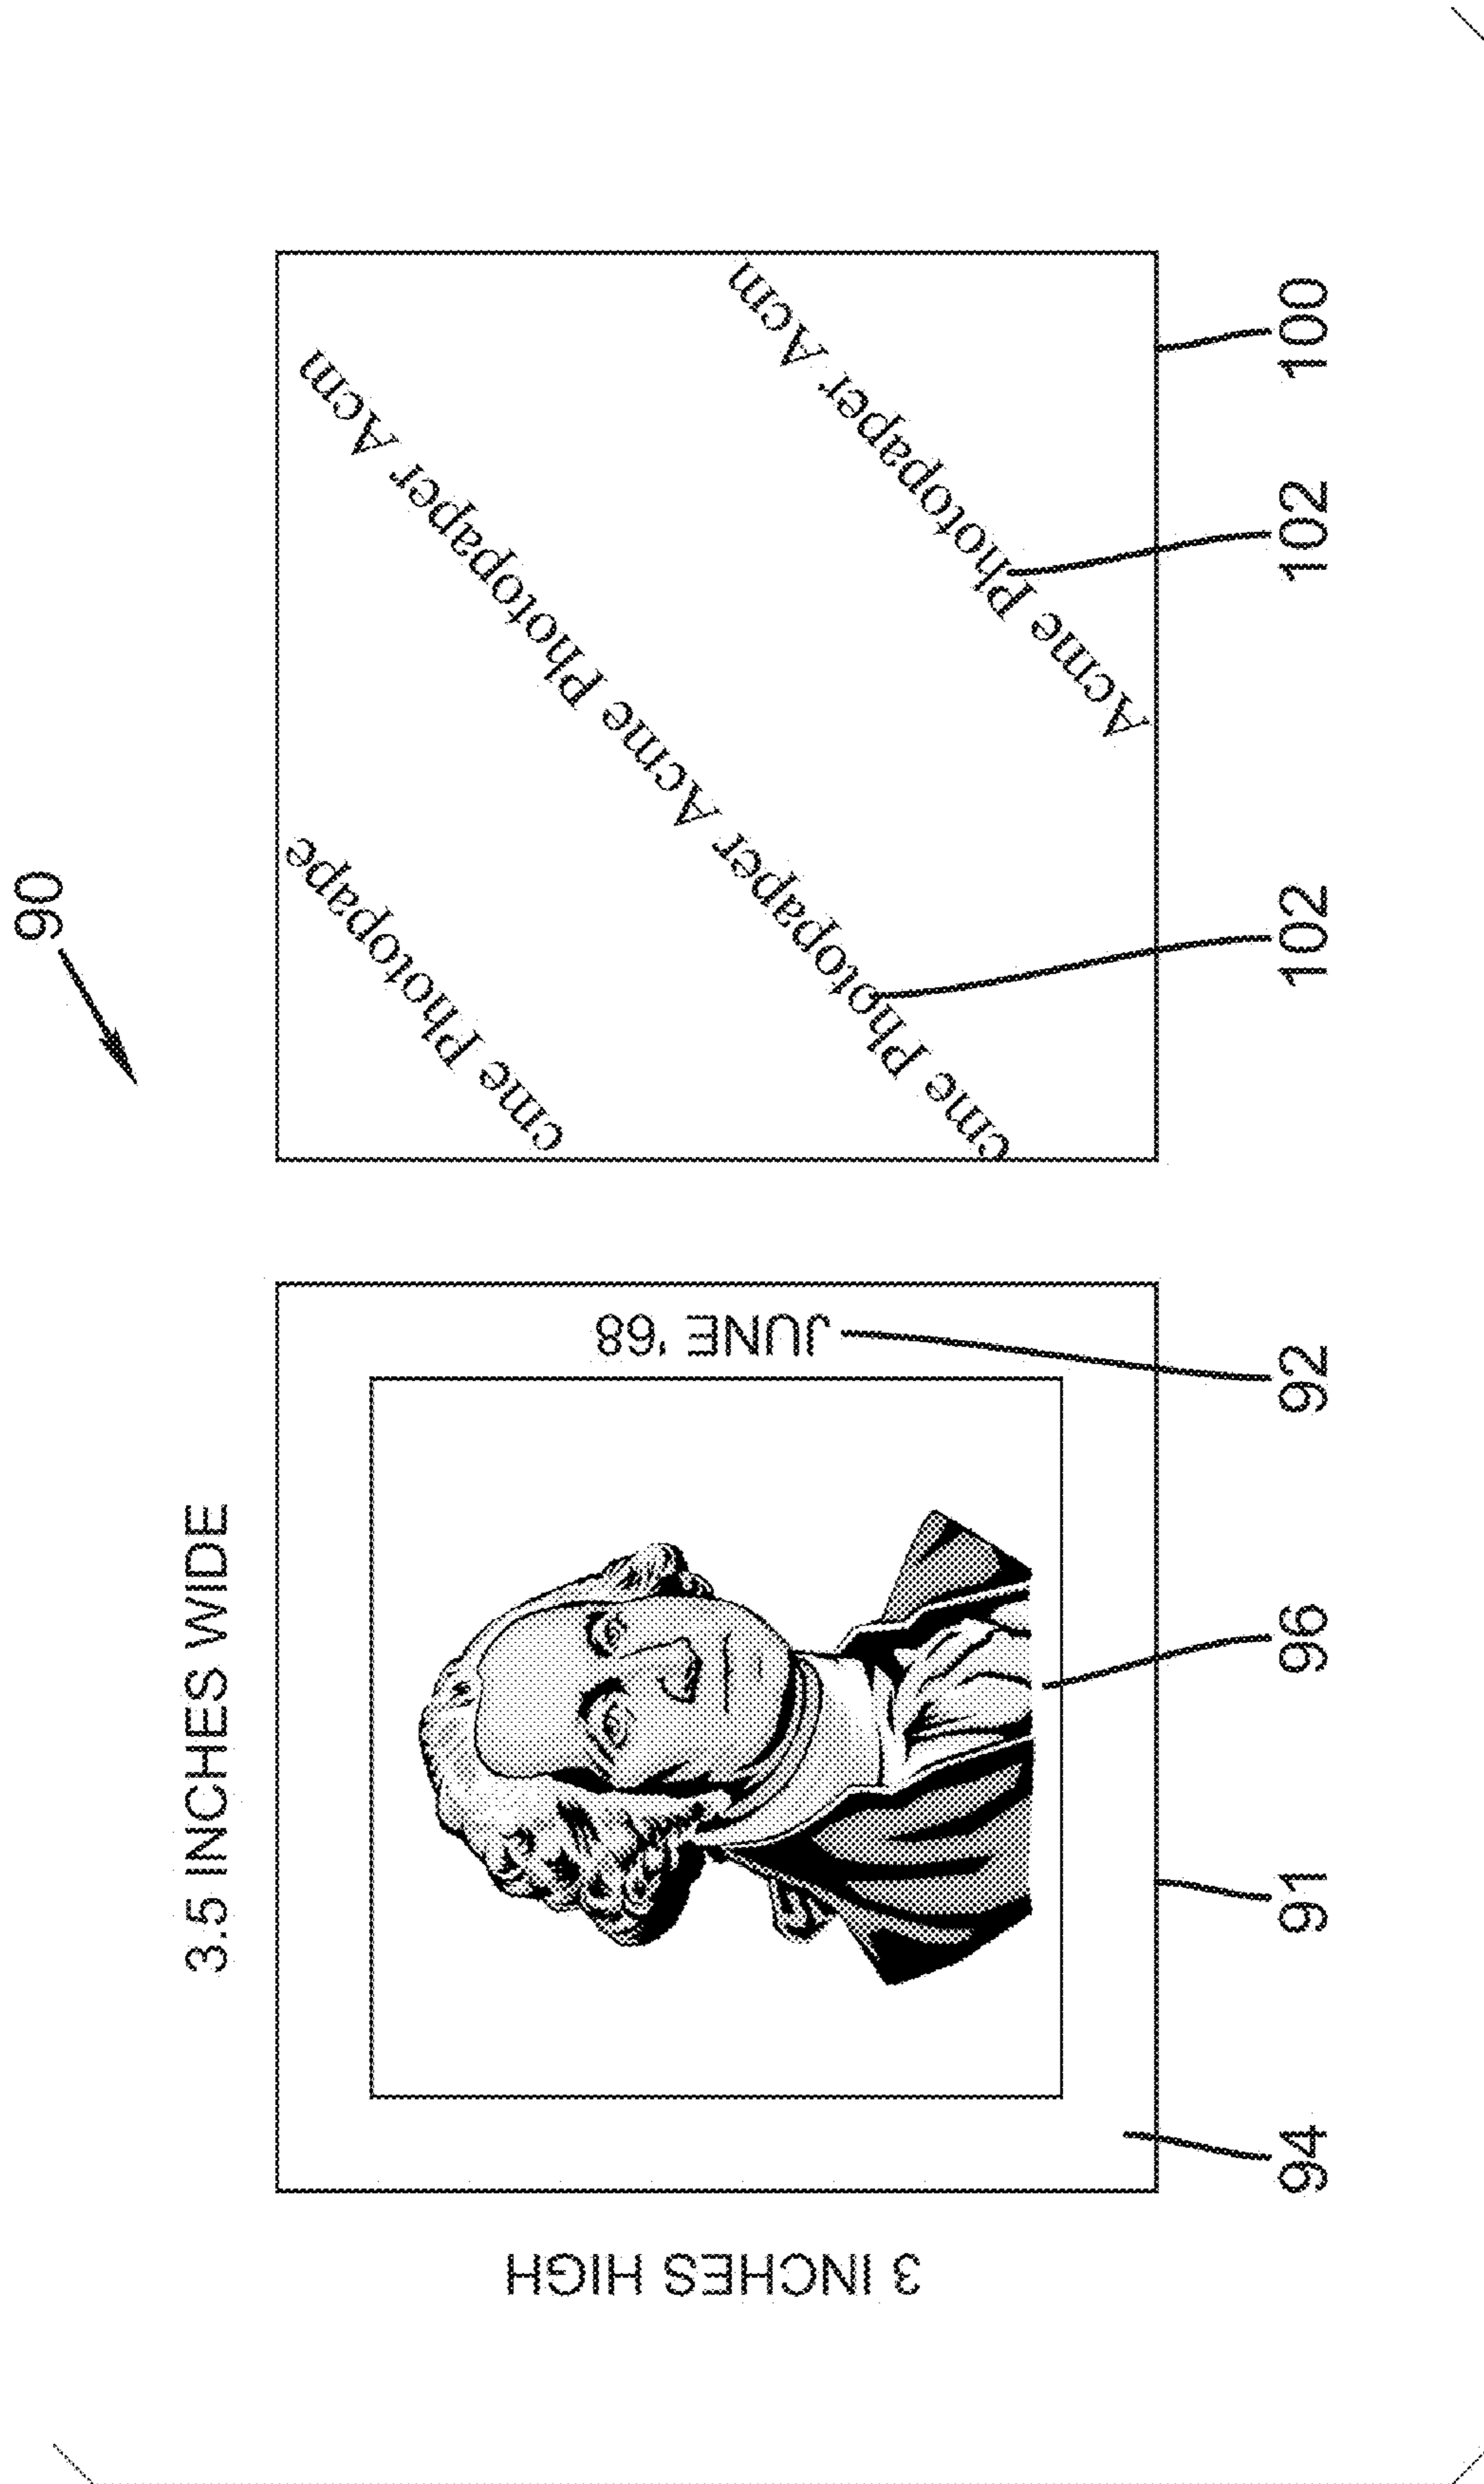 90
3.5 INCHES WIDE
3 INCHES HIGH
JUNE '68
cme Photopape
cme Photopaper Acme Photopaper Acm
Acme Photopaper Acm
94
91
96
92
102
102
100